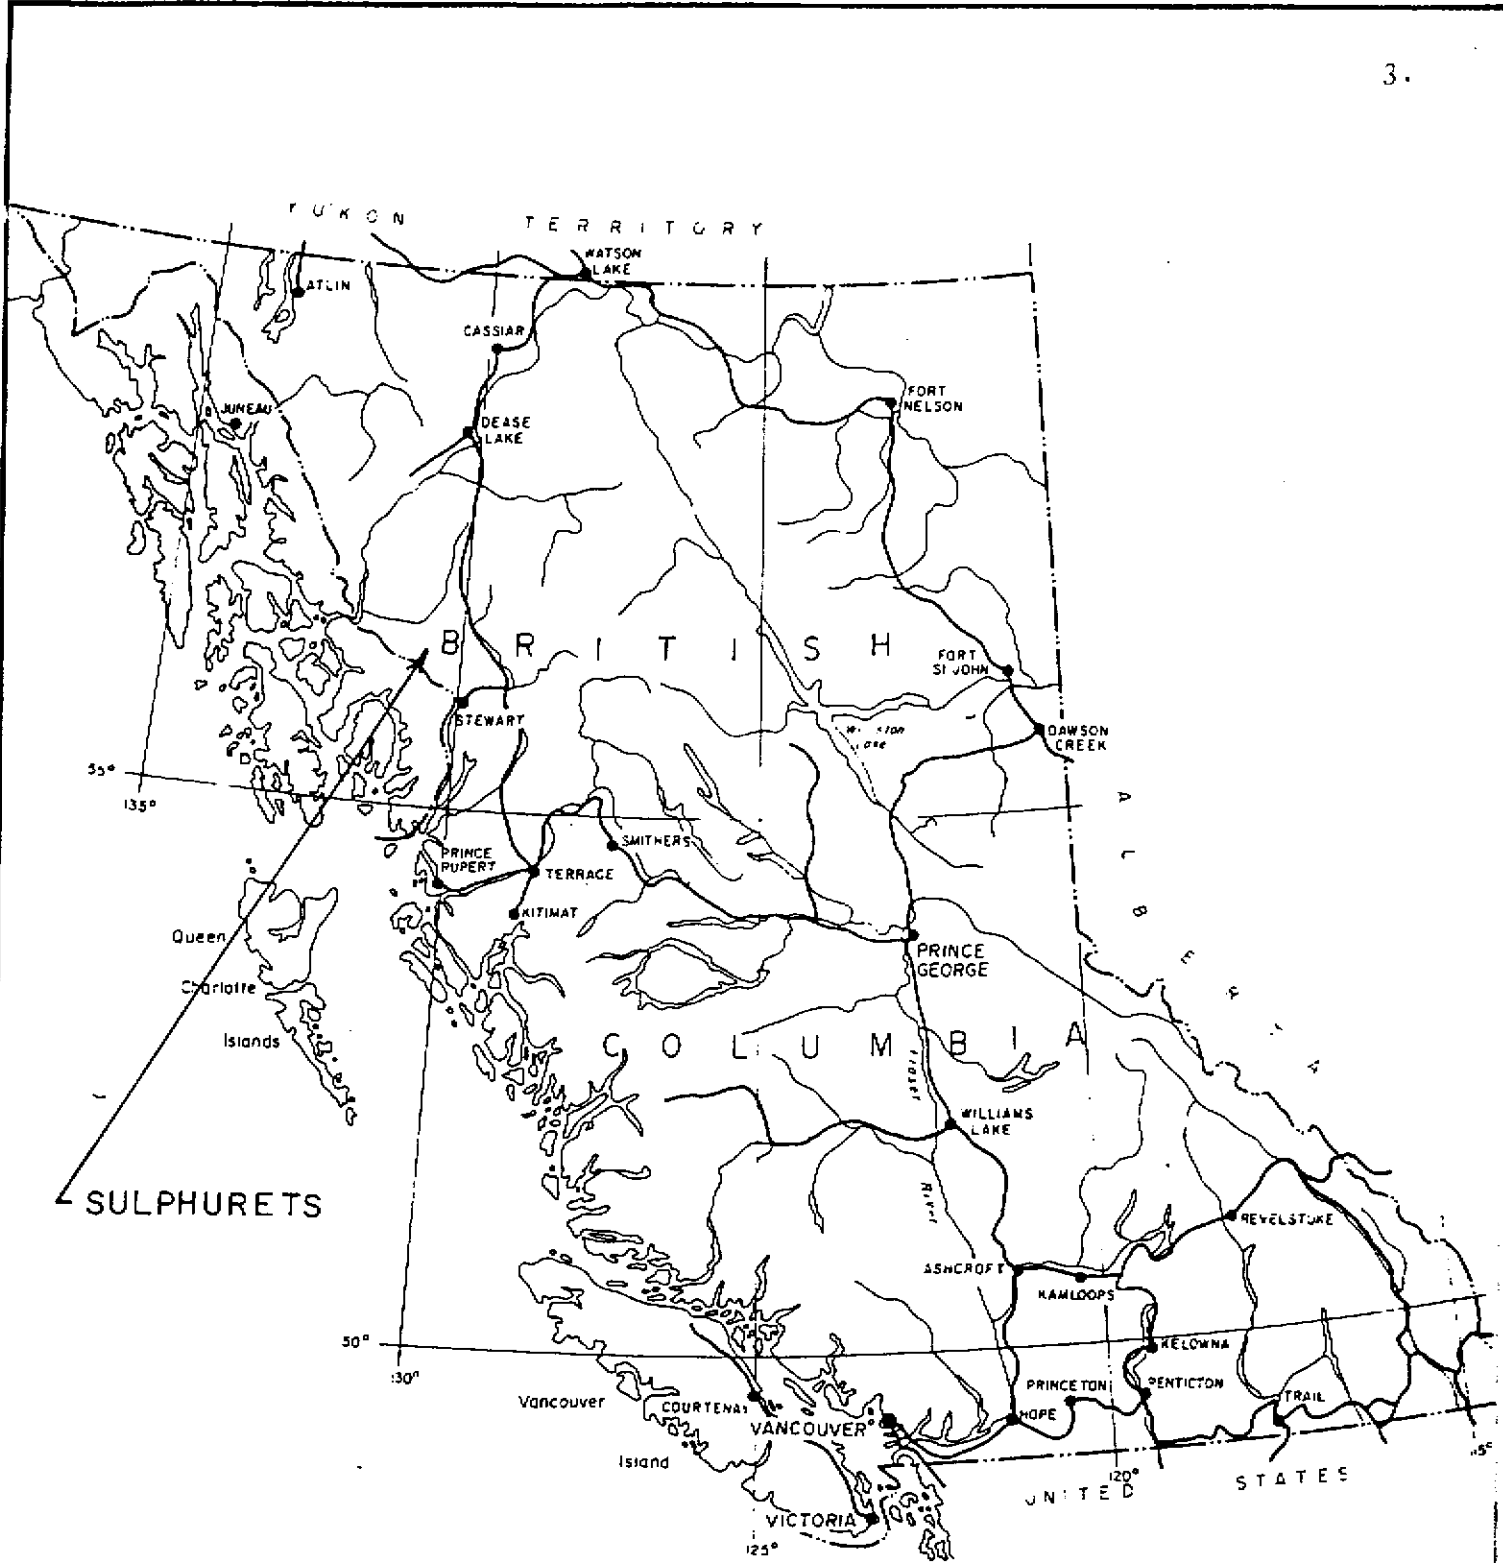 3.
YUKON TERRITORY
WATSON
LAKE
ATLIN
CASSIAR
JUNEAU
DEASE
LAKE
FORT
NELSON
BRITISH
FORT
ST JOHN
STEWART
DAWSON
CREEK
55°
135°
ALBERTA
PRINCE
RUPERT
SMITHERS
TERRACE
KITIMAT
Queen
Charlotte
Islands
PRINCE
GEORGE
COLUMBIA
Fraser
River
WILLIAMS
LAKE
SULPHURETS
REVELSTOKE
ASHCROFT
KAMLOOPS
50°
130°
KELOWNA
Vancouver
Island
COURTENAY
PRINCETON
PENTICTON
TRAIL
HOPE
VANCOUVER
VICTORIA
125°
120°
UNITED STATES